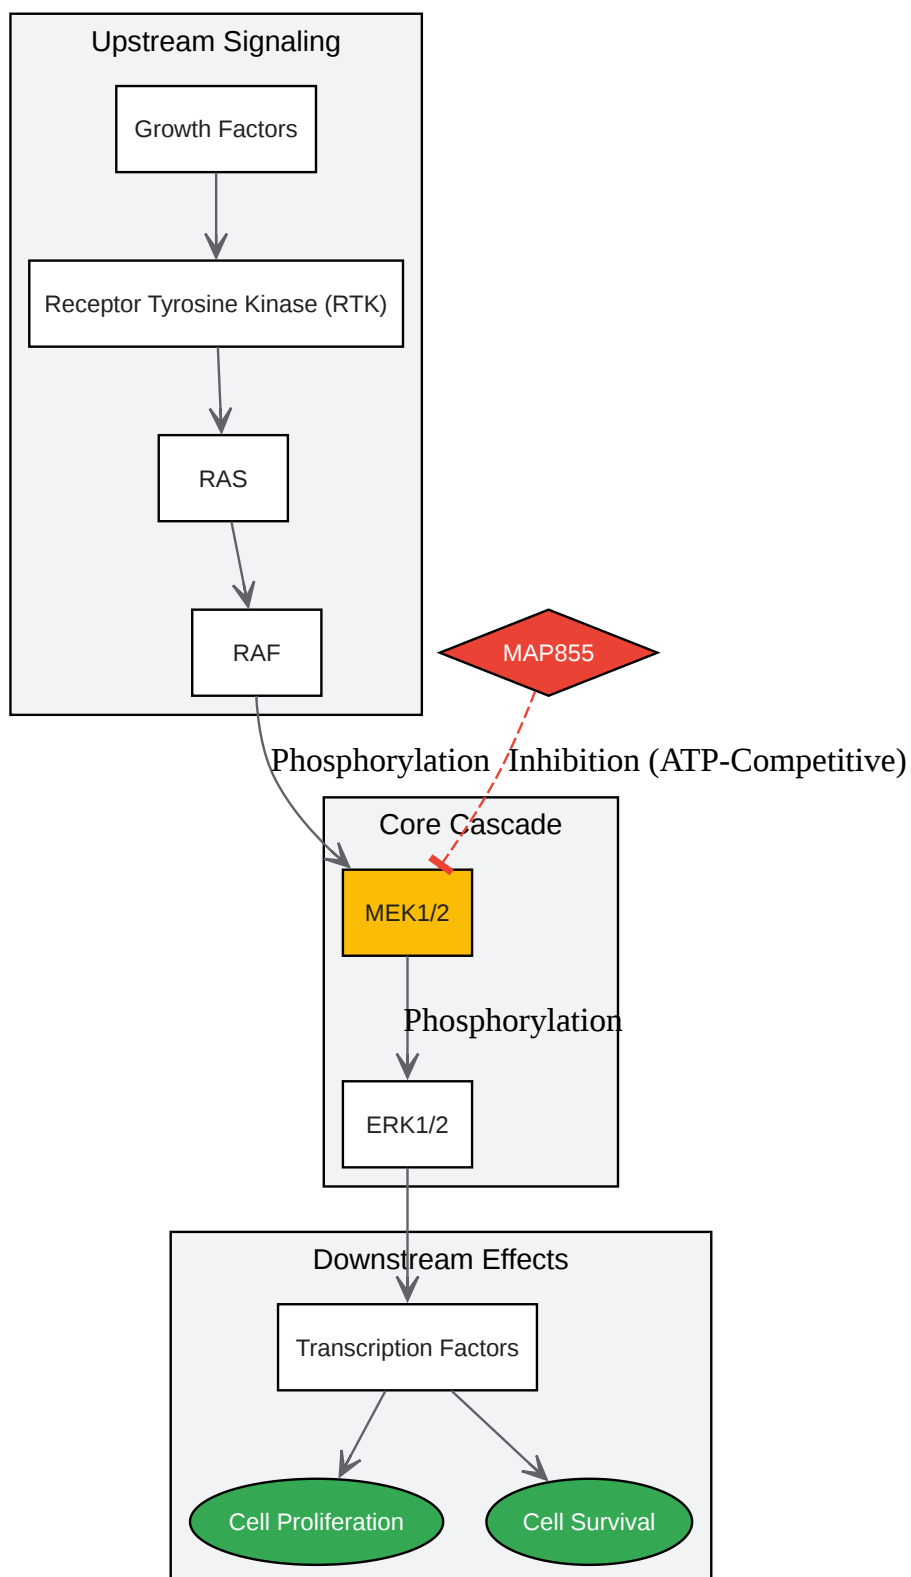 Upstream Signaling
Growth Factors
Receptor Tyrosine Kinase (RTK)
RAS
RAF
MAP855
Phosphorylation
Inhibition (ATP-Competitive)
Core Cascade
MEK1/2
Phosphorylation
ERK1/2
Downstream Effects
Transcription Factors
Cell Proliferation
Cell Survival